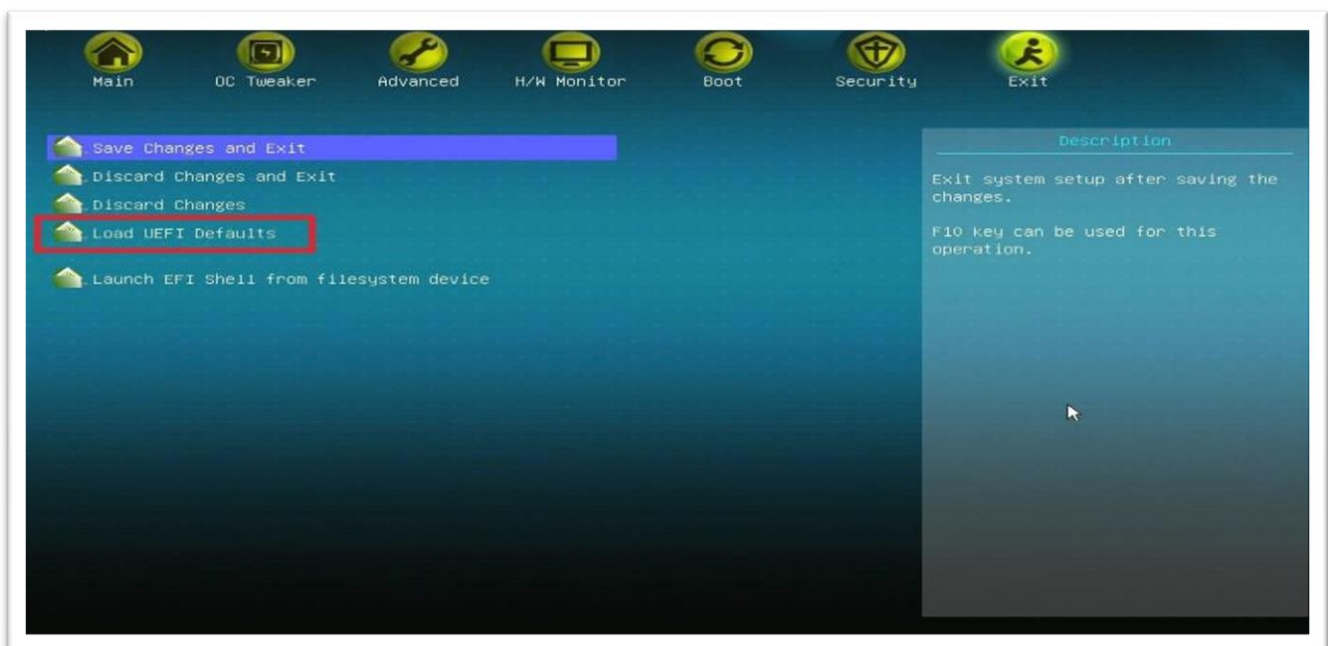 Main OC Tweaker Advanced H/W Monitor Boot Security Exit
Save Changes and Exit
Discard Changes and Exit
Discard Changes
Load UEFI Defaults
Launch EFI Shell from filesystem device
Description
Exit system setup after saving the
changes.
F10 key can be used for this
operation.